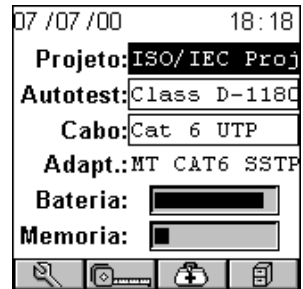 07/07/00 18:18
Projeto: ISO/IEC Proj
Autotest: Class D-118C
Cabo: Cat 6 UTP
Adapt.: MT CAT6 SSTP
Bateria:
Memoria: